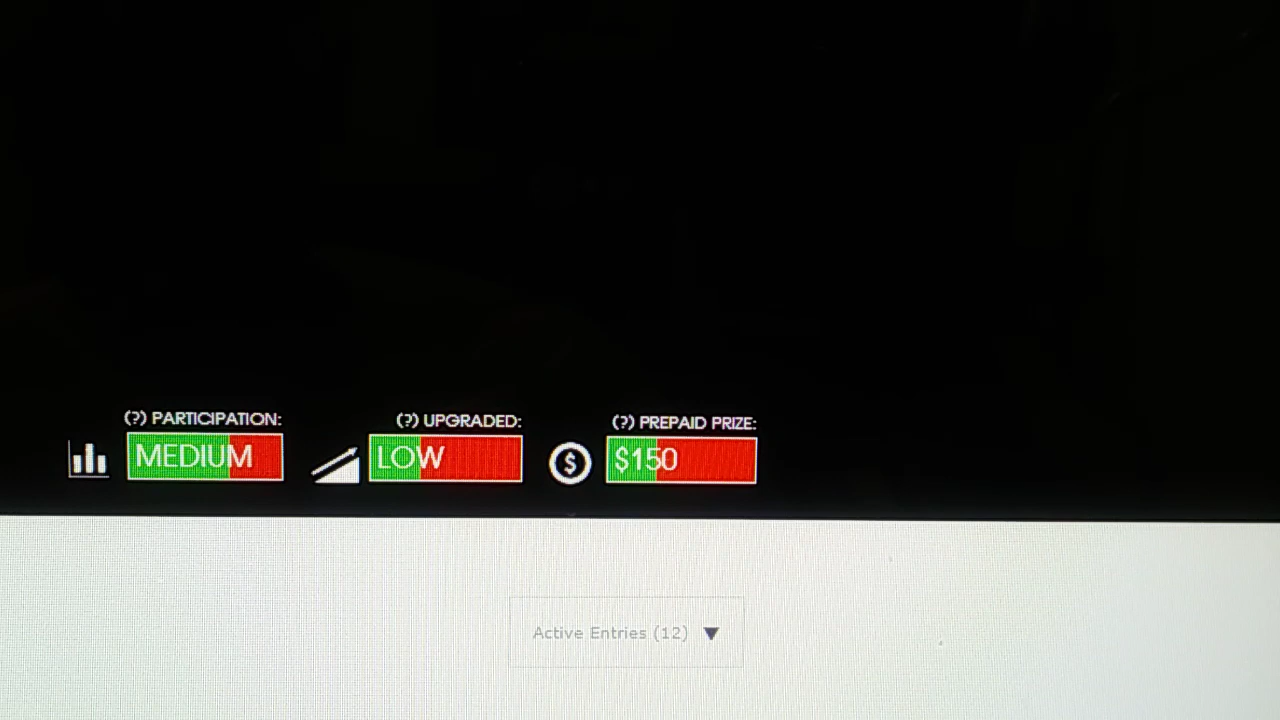 (?) PARTICIPATION: (?) UPGRADED: (?) PREPAID PRIZE:
MEDIUM LOW $150
Active Entries (12) ▼